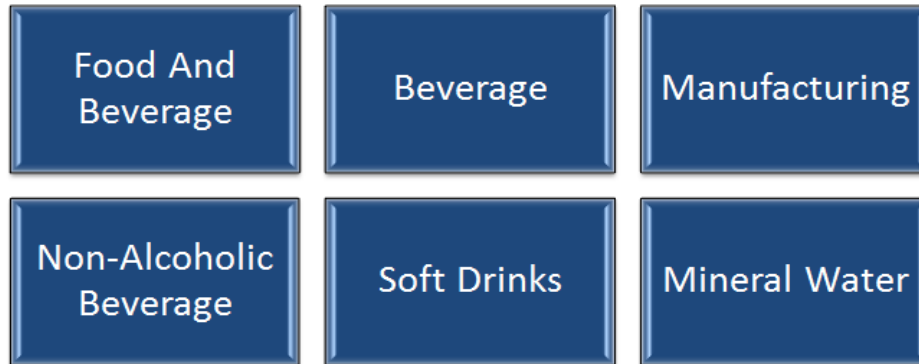 Food And
Beverage
Beverage
Manufacturing
Non-Alcoholic
Beverage
Soft Drinks
Mineral Water